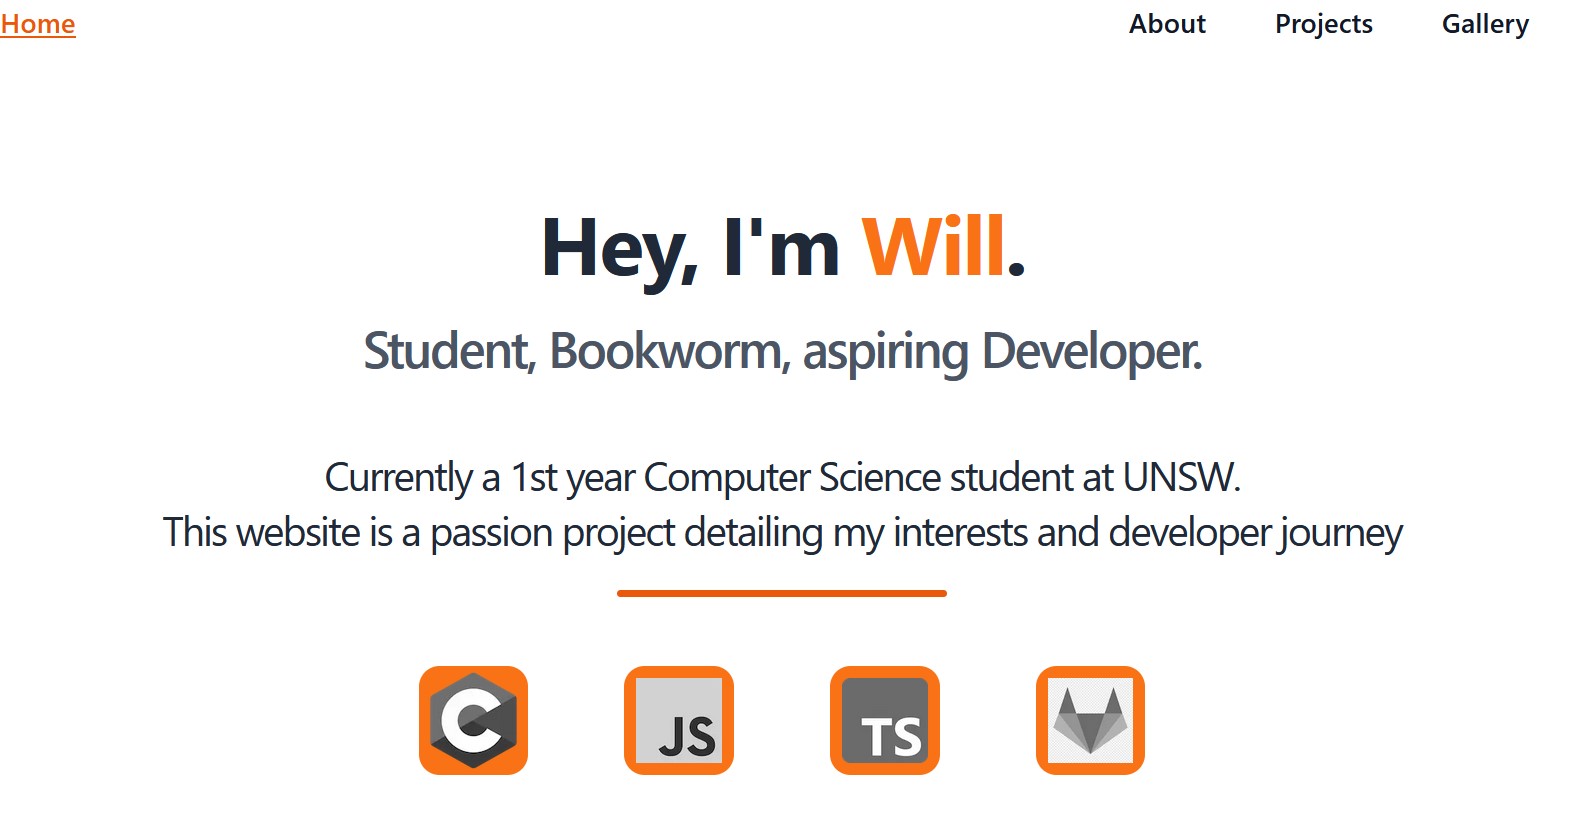 Home About Projects Gallery
Hey, I'm Will.
Student, Bookworm, aspiring Developer.
Currently a 1st year Computer Science student at UNSW.
This website is a passion project detailing my interests and developer journey
C JS TS